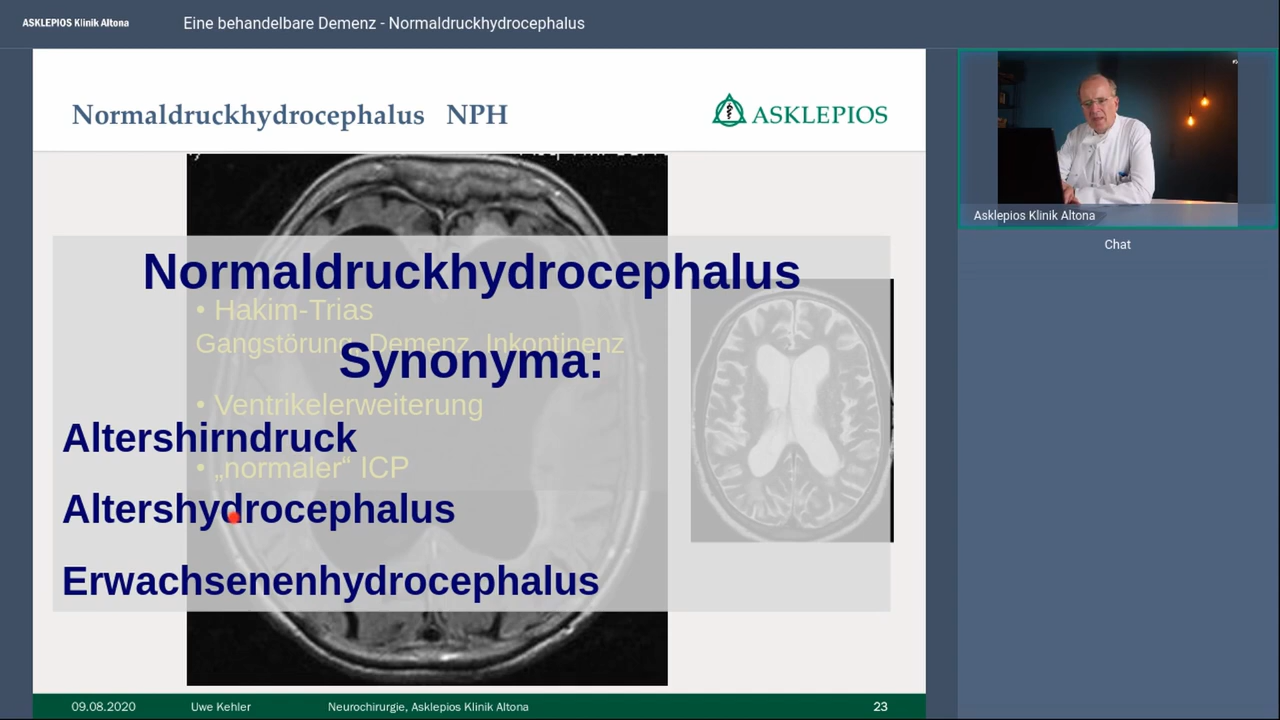 ASKLEPIOS Klinik Altona
Eine behandelbare Demenz - Normaldruckhydrocephalus
Normaldruckhydrocephalus NPH
ASKLEPIOS
Normaldruckhydrocephalus
• Hakim-Trias
Gangstörung, Demenz, Inkontinenz
Synonyma:
• Ventrikelerweiterung
Altershirndruck
• „normaler“ ICP
Altershydrocephalus
Erwachsenenhydrocephalus
09.08.2020 Uwe Kehler Neurochirurgie, Asklepios Klinik Altona 23
Asklepios Klinik Altona
Chat